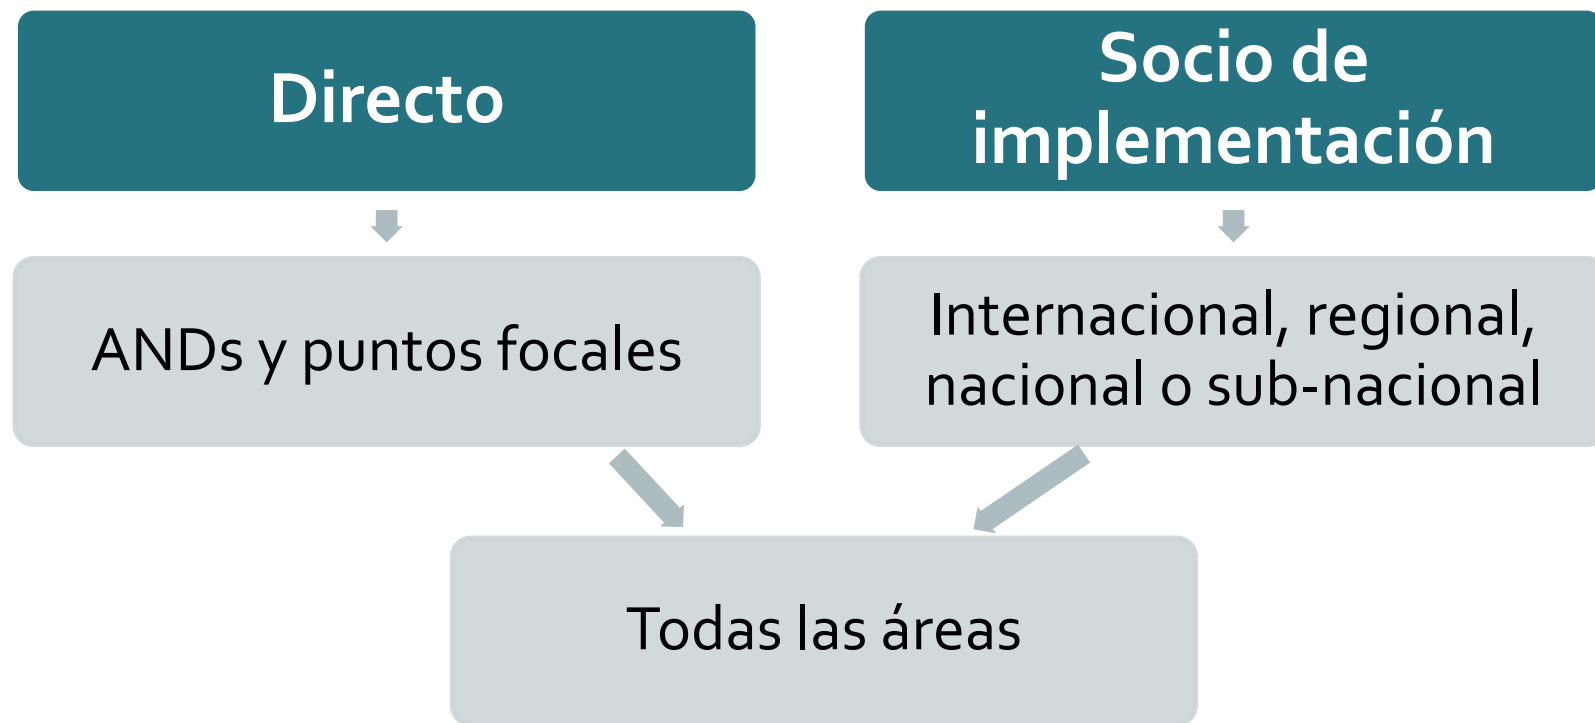 Directo
Socio de
implementación
ANDs y puntos focales
Internacional, regional,
nacional o sub-nacional
Todas las áreas